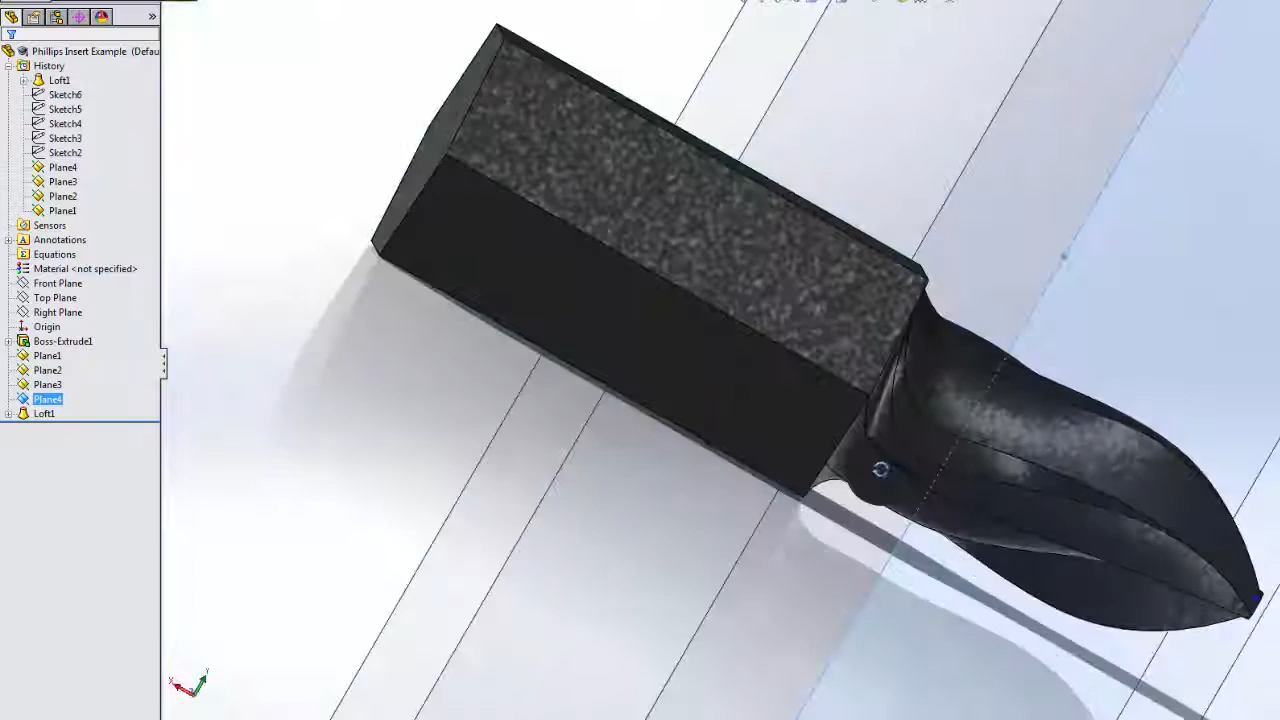 »
Phillips Insert Example (Defau
History
Loft1
Sketch6
Sketch5
Sketch4
Sketch3
Sketch2
Plane4
Plane3
Plane2
Plane1
Sensors
A Annotations
Σ Equations
Material <not specified>
Front Plane
Top Plane
Right Plane
Origin
Boss-Extrude1
Plane1
Plane2
Plane3
Plane4
Loft1
Y
X